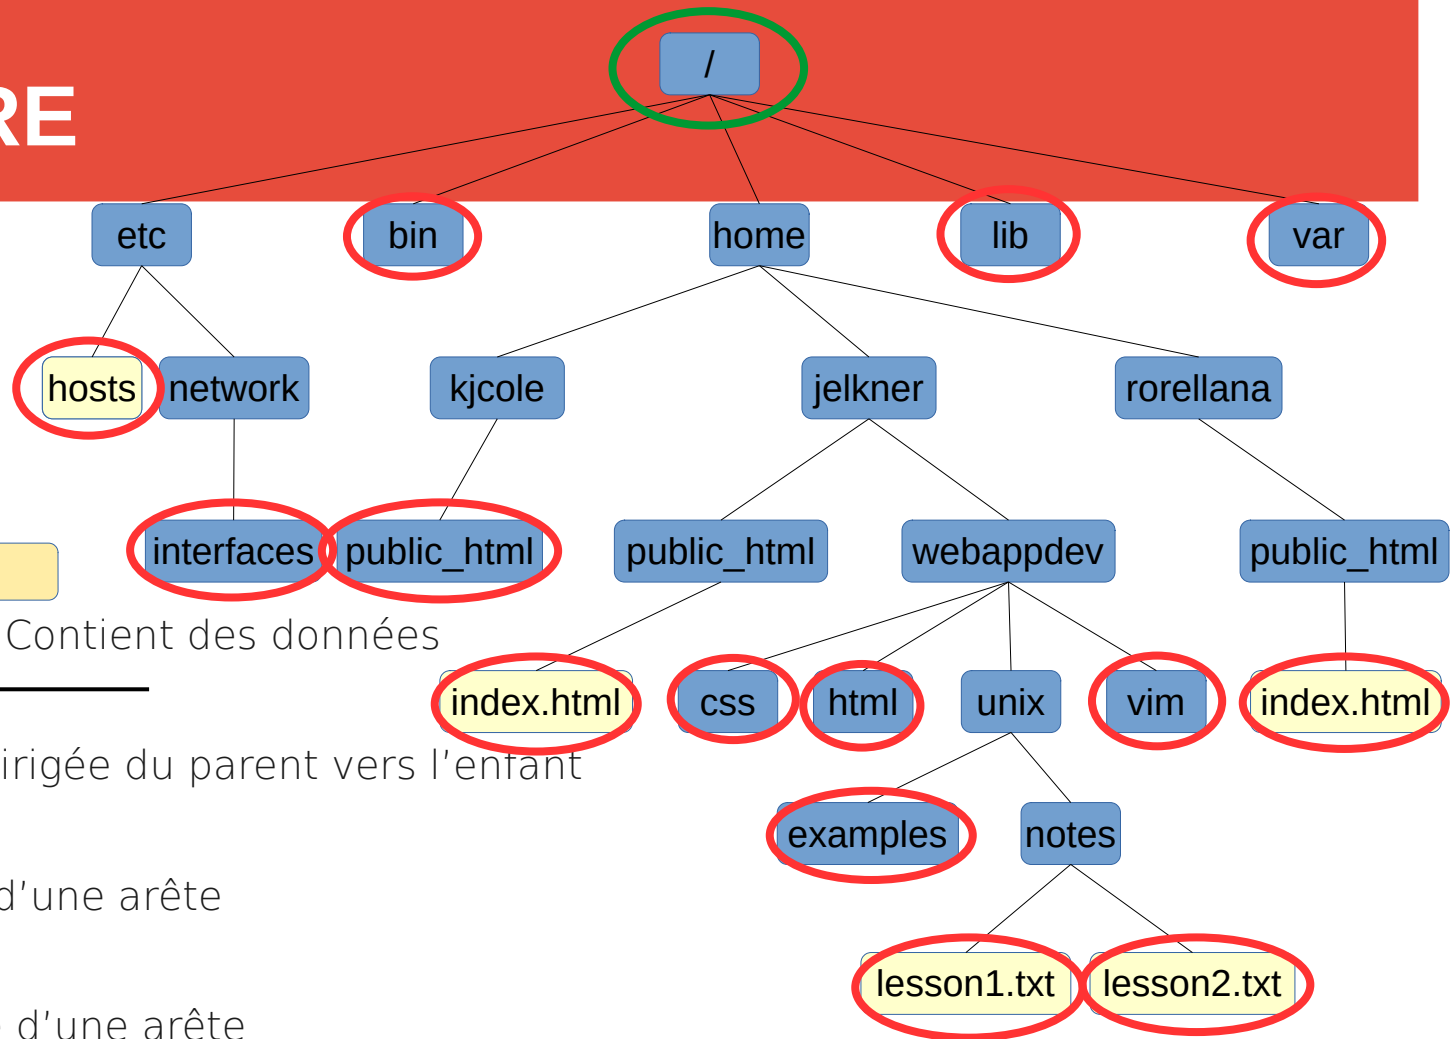 /
RE
etc bin home lib var
hosts network kjcole jelkner rorellana
interfaces public_html public_html webappdev public_html
Contient des données
index.html css html unix vim index.html
irigée du parent vers l'enfant
examples notes
d'une arête
lesson1.txt lesson2.txt
d'une arête